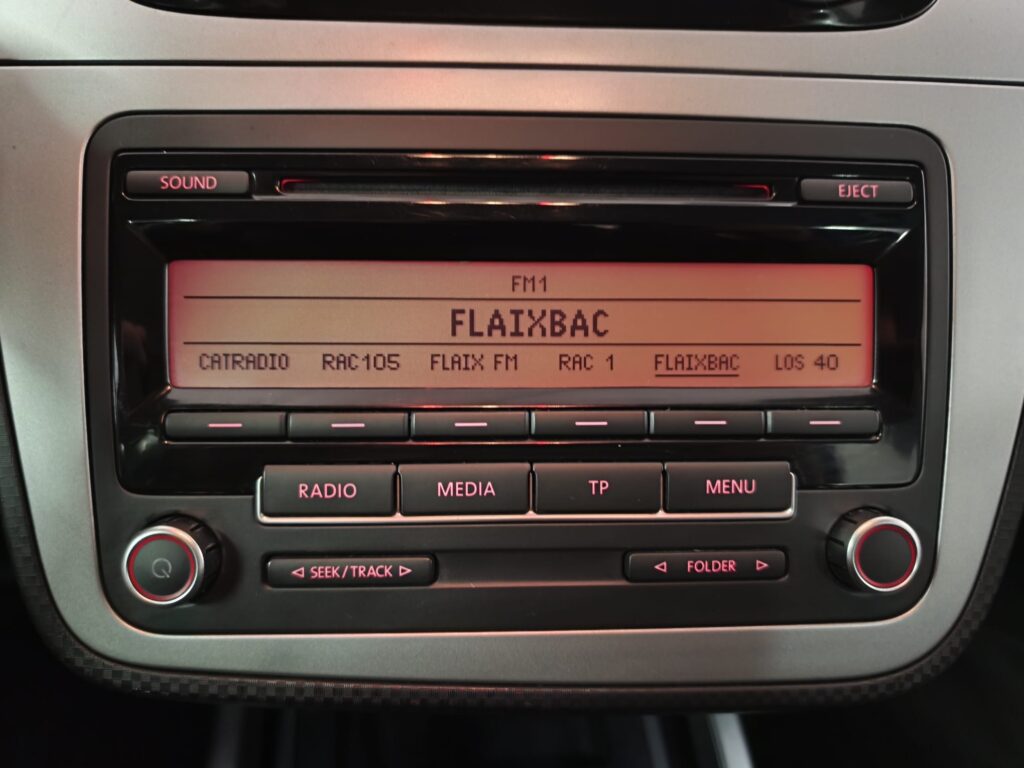 SOUND EJECT
FM1
FLAIXBAC
CATRADIO RAC105 FLAIX FM RAC 1 FLAIXBAC LOS 40
RADIO MEDIA TP MENU
SEEK/TRACK FOLDER